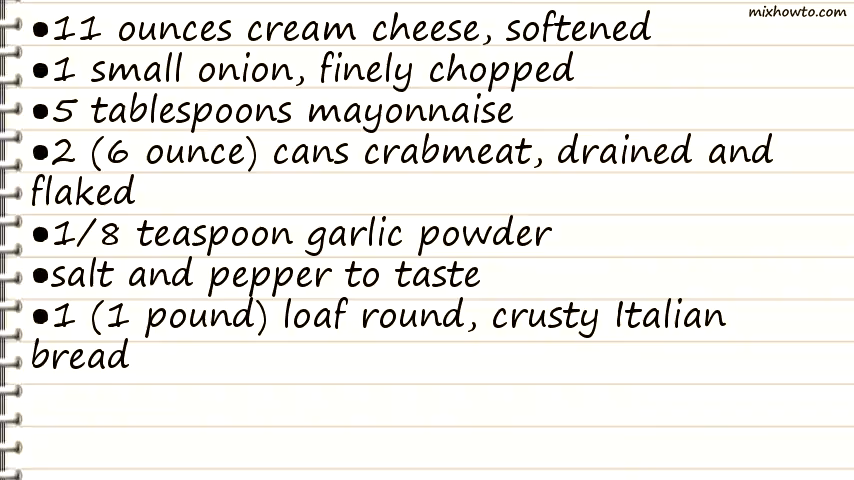 mixhowto.com
•11 ounces cream cheese, softened
•1 small onion, finely chopped
•5 tablespoons mayonnaise
•2 (6 ounce) cans crabmeat, drained and
flaked
•1/8 teaspoon garlic powder
•salt and pepper to taste
•1 (1 pound) loaf round, crusty Italian
bread